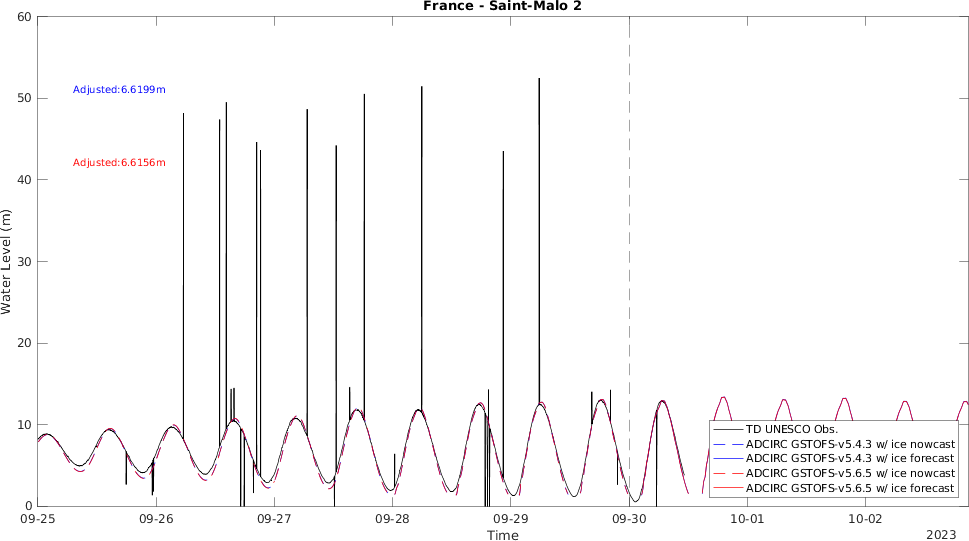 France - Saint-Malo 2
60
50
40
30
20
10
0
Water Level (m)
Adjusted:6.6199m
Adjusted:6.6156m
TD UNESCO Obs.
ADCIRC GSTOFS-v5.4.3 w/ ice nowcast
ADCIRC GSTOFS-v5.4.3 w/ ice forecast
ADCIRC GSTOFS-v5.6.5 w/ ice nowcast
ADCIRC GSTOFS-v5.6.5 w/ ice forecast
09-25 09-26 09-27 09-28 09-29 09-30 10-01 10-02
Time
2023